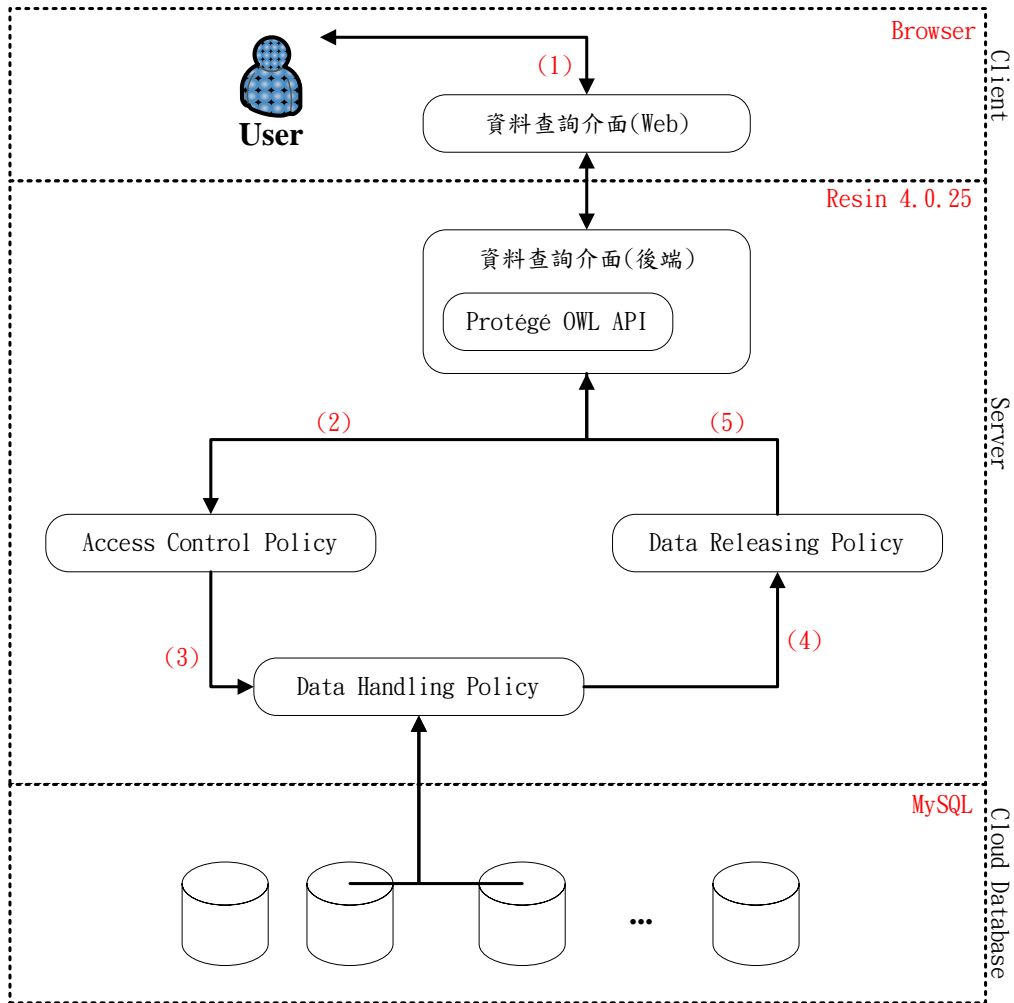 Browser
Client
(1)
User
資料查詢介面(Web)
Resin 4.0.25
資料查詢介面(後端)
Protégé OWL API
Server
(2)
(5)
Access Control Policy
Data Releasing Policy
(3)
(4)
Data Handling Policy
MySQL
Cloud Database
...